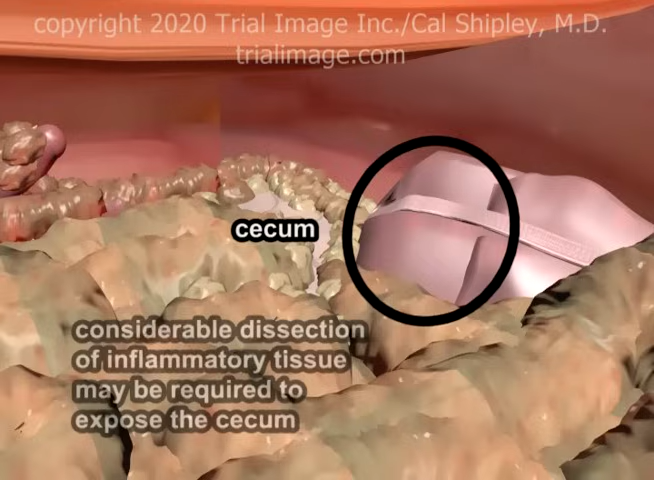 copyright 2020 Trial Image Inc./Cal Shipley, M.D.
trialimage.com
cecum
considerable dissection
of inflammatory tissue
may be required to
expose the cecum